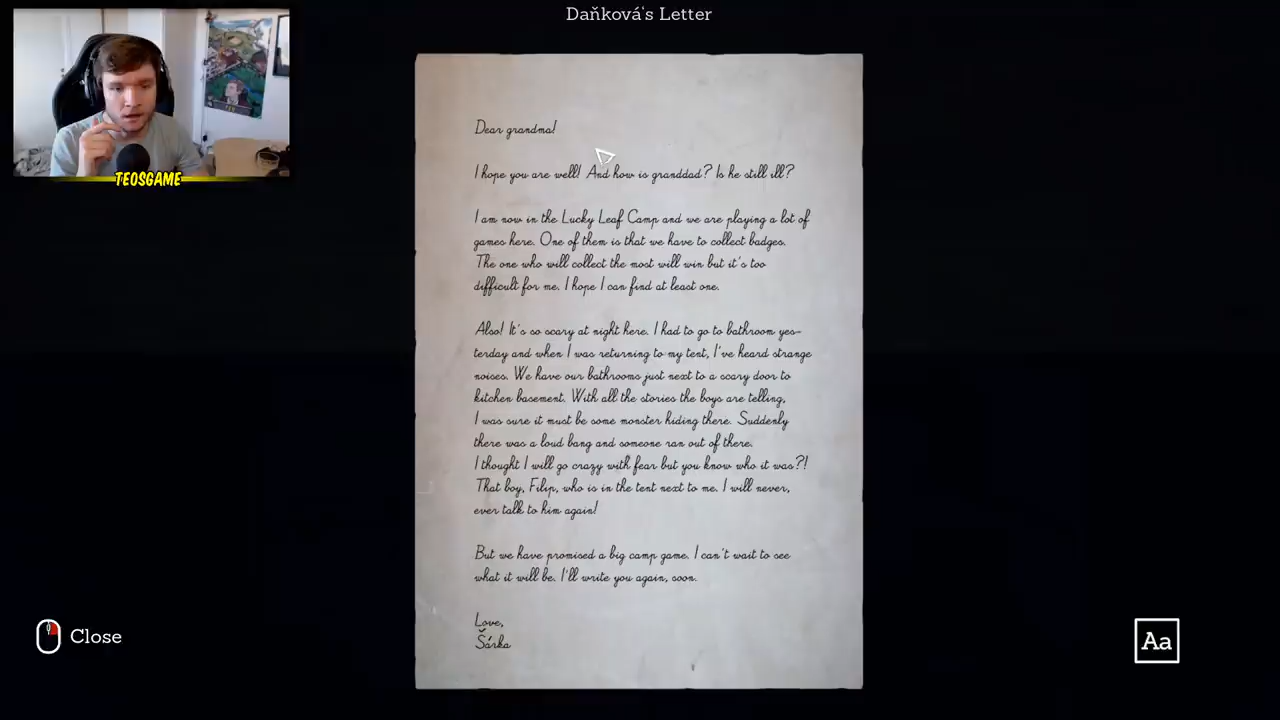 Daňková's Letter
TEOSGAME
Dear grandma!
I hope you are well! And how is granddad? Is he still ill?
I am now in the Lucky Leaf Camp and we are playing a lot of
games here. One of them is that we have to collect badges.
The one who will collect the most will win but it's too
difficult for me. I hope I can find at least one.
Also! It's so scary at night here. I had to go to bathroom yes-
terday and when I was returning to my tent, I've heard strange
noises. We have our bathrooms just next to a scary door to
kitchen basement. With all the stories the boys are telling,
I was sure it must be some monster hiding there. Suddenly
there was a loud bang and someone ran out of there.
I thought I will go crazy with fear but you know who it was?!
That boy, Filip, who is in the tent next to me. I will never,
ever talk to him again!
But we have promised a big camp game. I can't wait to see
what it will be. I'll write you again, soon.
Love,
Šárka
Close
Aa